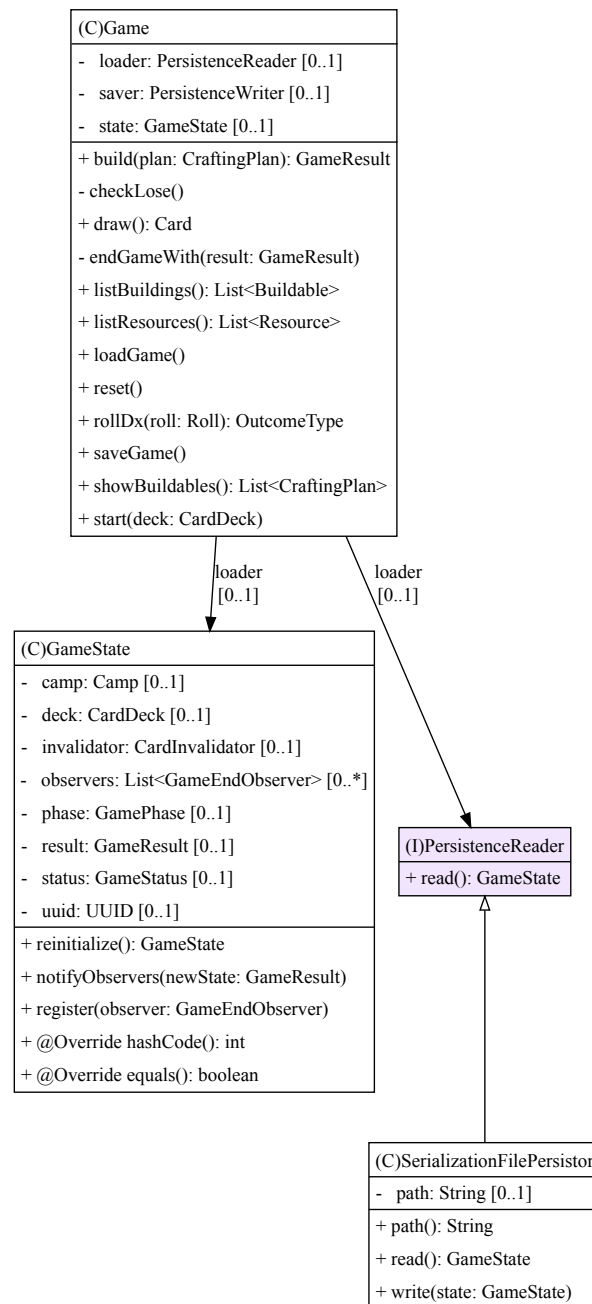 (C)Game
- loader: PersistenceReader [0..1]
- saver: PersistenceWriter [0..1]
- state: GameState [0..1]
+ build(plan: CraftingPlan): GameResult
- checkLose()
+ draw(): Card
- endGameWith(result: GameResult)
+ listBuildings(): List<Buildable>
+ listResources(): List<Resource>
+ loadGame()
+ reset()
+ rollDx(roll: Roll): OutcomeType
+ saveGame()
+ showBuildables(): List<CraftingPlan>
+ start(deck: CardDeck)
loader
[0..1]
loader
[0..1]
(C)GameState
- camp: Camp [0..1]
- deck: CardDeck [0..1]
- invalidator: CardInvalidator [0..1]
- observers: List<GameEndObserver> [0..*]
- phase: GamePhase [0..1]
- result: GameResult [0..1]
- status: GameStatus [0..1]
- uuid: UUID [0..1]
+ reinitialize(): GameState
+ notifyObservers(newState: GameResult)
+ register(observer: GameEndObserver)
+ @Override hashCode(): int
+ @Override equals(): boolean
(I)PersistenceReader
+ read(): GameState
(C)SerializationFilePersistor
- path: String [0..1]
+ path(): String
+ read(): GameState
+ write(state: GameState)